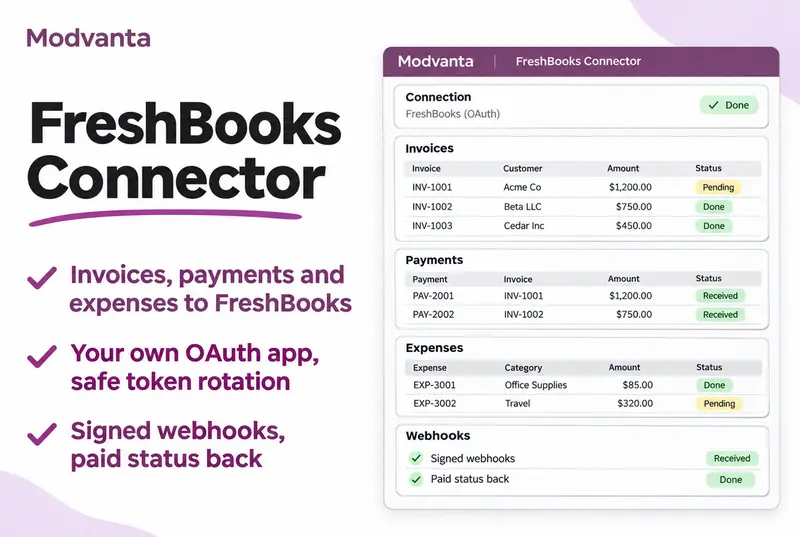 Modvanta
FreshBooks
Connector
Invoices, payments and
expenses to FreshBooks
Your own OAuth app,
safe token rotation
Signed webhooks,
paid status back
Modvanta | FreshBooks Connector
Connection
FreshBooks (OAuth)
Done
Invoices
Invoice Customer Amount Status
INV-1001 Acme Co $1,200.00 Pending
INV-1002 Beta LLC $750.00 Done
INV-1003 Cedar Inc $450.00 Done
Payments
Payment Invoice Amount Status
PAV-2001 INV-1001 $1,200.00 Received
PAY-2002 INV-1002 $750.00 Received
Expenses
Expense Category Amount Status
EXP-3001 Office Supplies $85.00 Done
EXP-3002 Travel $320.00 Pending
Webhooks
Signed webhooks Received
Paid status back Done